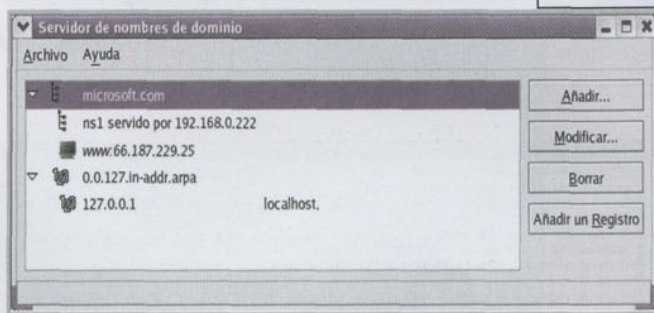 Servidor de nombres de dominio
Archivo Ayuda
microsoft.com
ns1 servido por 192.168.0.222
www:66.187.229.25
0.0.127.in-addr.arpa
127.0.0.1 localhost.
Añadir...
Modificar...
Borrar
Añadir un Registro